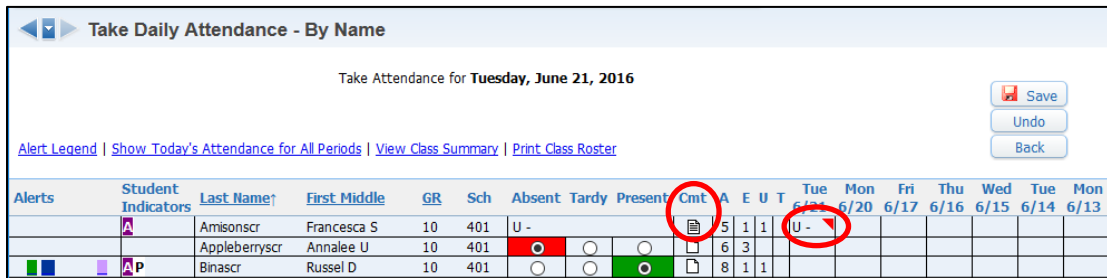 Take Daily Attendance - By Name
Take Attendance for Tuesday, June 21, 2016
Save
Undo
Back
Alert Legend | Show Today's Attendance for All Periods | View Class Summary | Print Class Roster
Alerts Student Indicators Last Name↑ First Middle GR Sch Absent Tardy Present Cmt A E U T Tue 6/21 Mon 6/20 Fri 6/17 Thu 6/16 Wed 6/15 Tue 6/14 Mon 6/13
A Amisonscr Francesca S 10 401 U - 5 1 1 U -
Appleberryscr Annalee U 10 401 6 3
A P Binascr Russel D 10 401 8 1 1